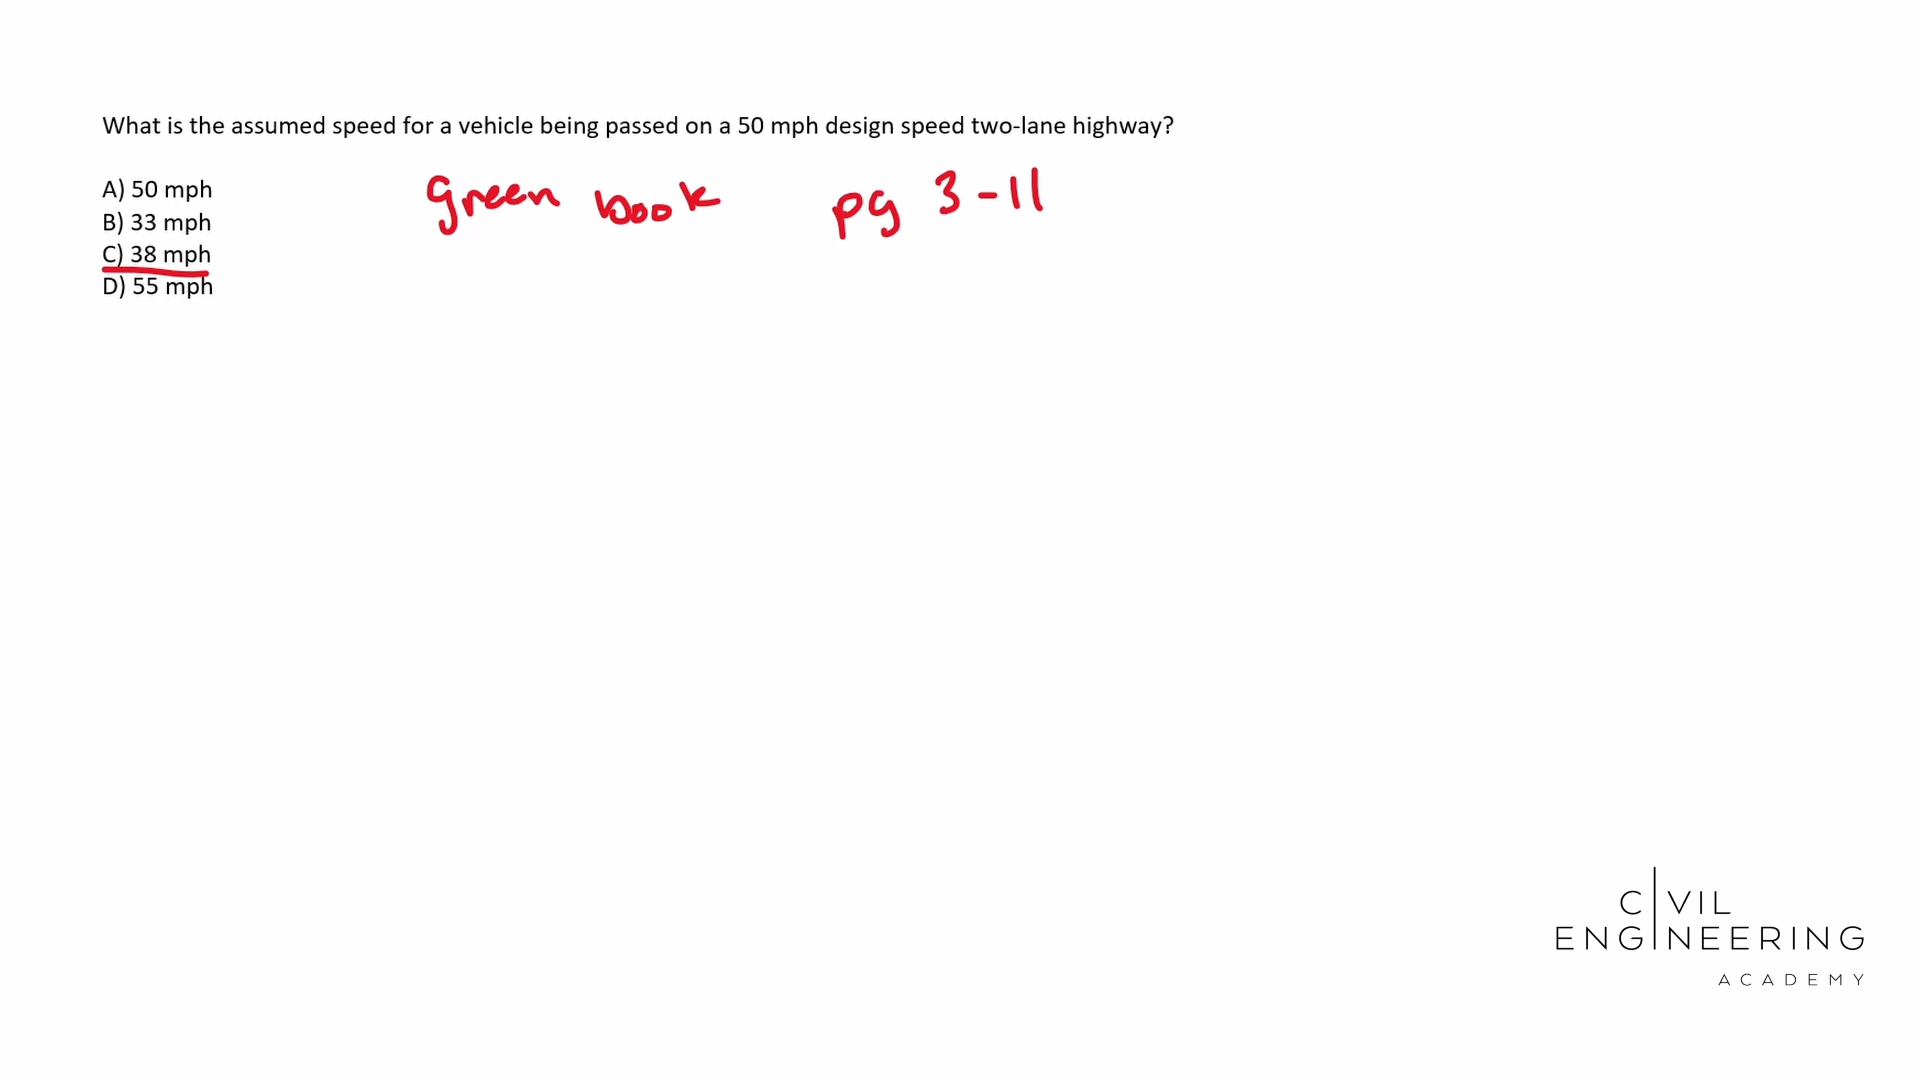 What is the assumed speed for a vehicle being passed on a 50 mph design speed two-lane highway?
A) 50 mph
green book pg 3-11
B) 33 mph
C) 38 mph
D) 55 mph
CIVIL
ENGINEERING
ACADEMY